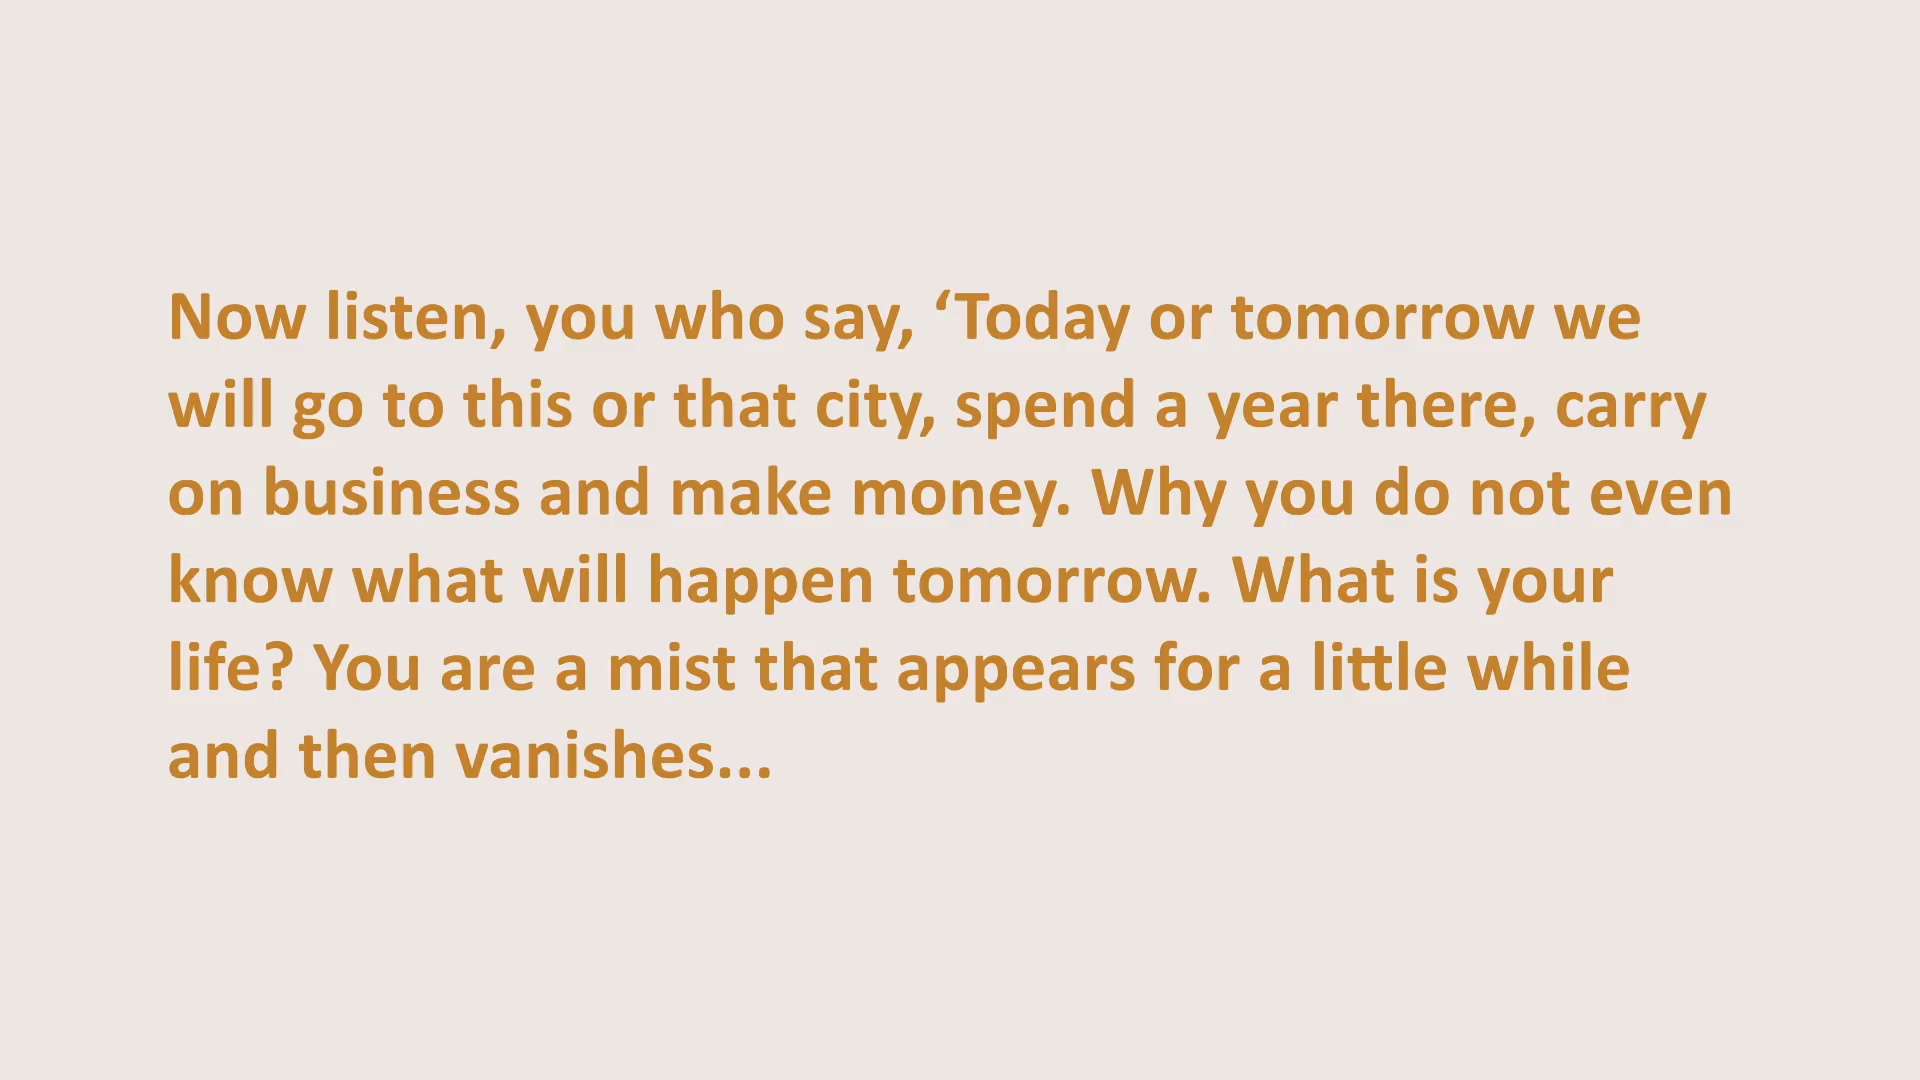 Now listen, you who say, ‘Today or tomorrow we
will go to this or that city, spend a year there, carry
on business and make money. Why you do not even
know what will happen tomorrow. What is your
life? You are a mist that appears for a little while
and then vanishes...